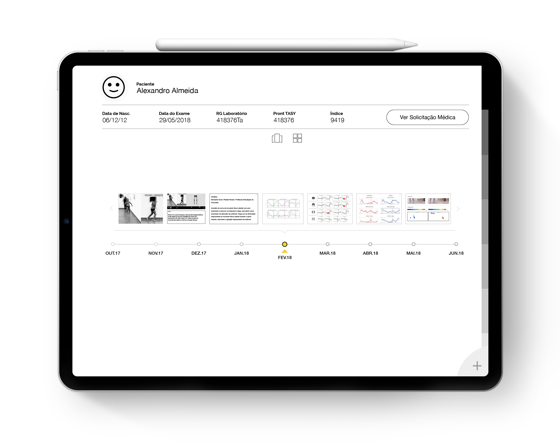 Paciente
Alexandro Almeida
Data de Nasc. Data do Exame RG Laboratório Pront TASY Índice
06/12/12 29/05/2018 418376Ta 418376 9419
Ver Solicitação Médica
OUT.17 NOV.17 DEZ.17 JAN.18 FEV.18 MAR.18 ABR.18 MAI.18 JUN.18